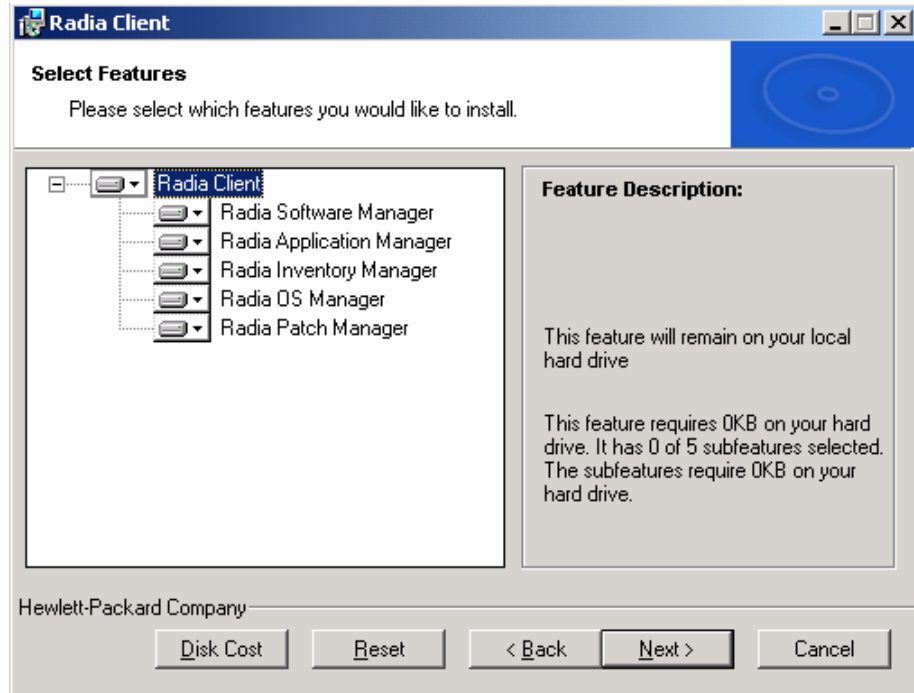 Radia Client
Select Features
Please select which features you would like to install.
Radia Client
Radia Software Manager
Radia Application Manager
Radia Inventory Manager
Radia OS Manager
Radia Patch Manager
Feature Description:
This feature will remain on your local
hard drive
This feature requires 0KB on your hard
drive. It has 0 of 5 subfeatures selected.
The subfeatures require 0KB on your
hard drive.
Hewlett-Packard Company
Disk Cost
Reset
< Back
Next >
Cancel